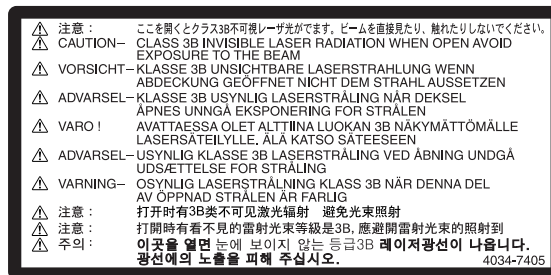 注意： ここを開くとクラス3B不可視レーザ光がでます。ビームを直接見たり、触れたりしないでください。
CAUTION– CLASS 3B INVISIBLE LASER RADIATION WHEN OPEN AVOID
EXPOSURE TO THE BEAM
VORSICHT–KLASSE 3B UNSICHTBARE LASERSTRAHLUNG WENN
ABDECKUNG GEÖFFNET NICHT DEM STRAHL AUSSETZEN
ADVARSEL–KLASSE 3B USYNLIG LASERSTRÅLING NÅR DEKSEL
ÅPNES UNNGÅ EKSPONERING FOR STRÅLEN
VARO ! AVATTAESSA OLET ALTTIINA LUOKAN 3B NÄKYMÄTTÖMÄLLE
LASERSÄTEILYLLE. ÄLÄ KATSO SÄTEESEEN
ADVARSEL–USYNLIG KLASSE 3B LASERSTRÅLING VED ÅBNING UNDGÅ
UDSÆTTELSE FOR STRÅLING
VARNING– OSYNLIG LASERSTRÅLNING KLASS 3B NÄR DENNA DEL
AV ÖPPNAD STRÅLEN ÄR FARLIG
注意： 打开时有3B类不可见激光辐射 避免光束照射
注意： 打開時有看不見的雷射光束等級是3B, 應避開雷射光束的照射到
주의： 이곳을 열면 눈에 보이지 않는 등급3B 레이저광선이 나옵니다.
광선에의 노출을 피해 주십시오. 4034-7405